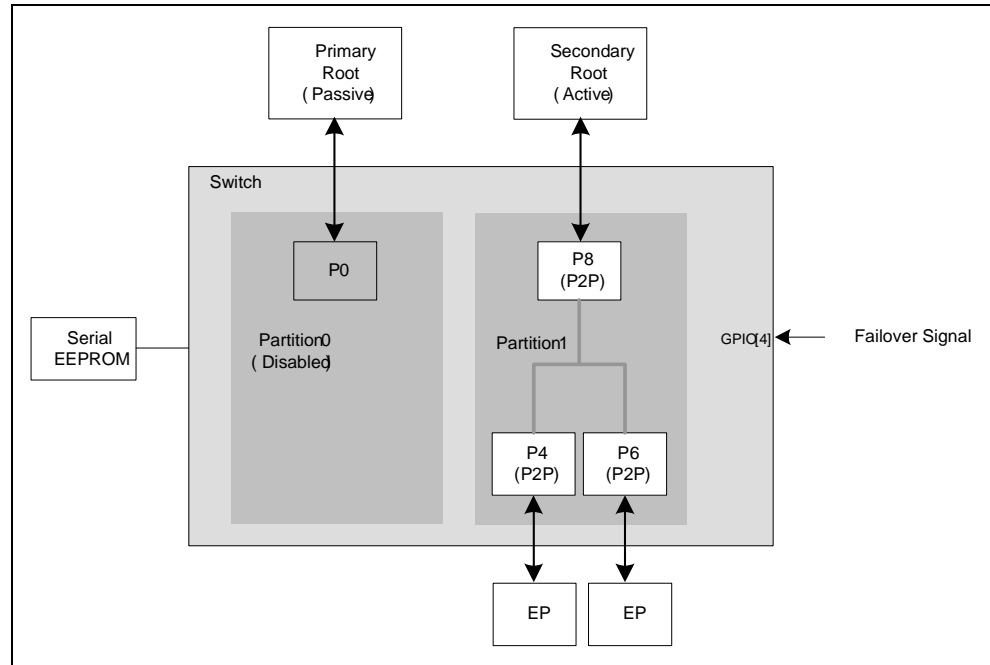 Primary
Root
( Passive)
Secondary
Root
( Active)
Switch
P0
P8
(P2P)
Serial
EEPROM
Partition0
( Disabled)
Partition1
GPIO[4]
Failover Signal
P4
(P2P)
P6
(P2P)
EP
EP